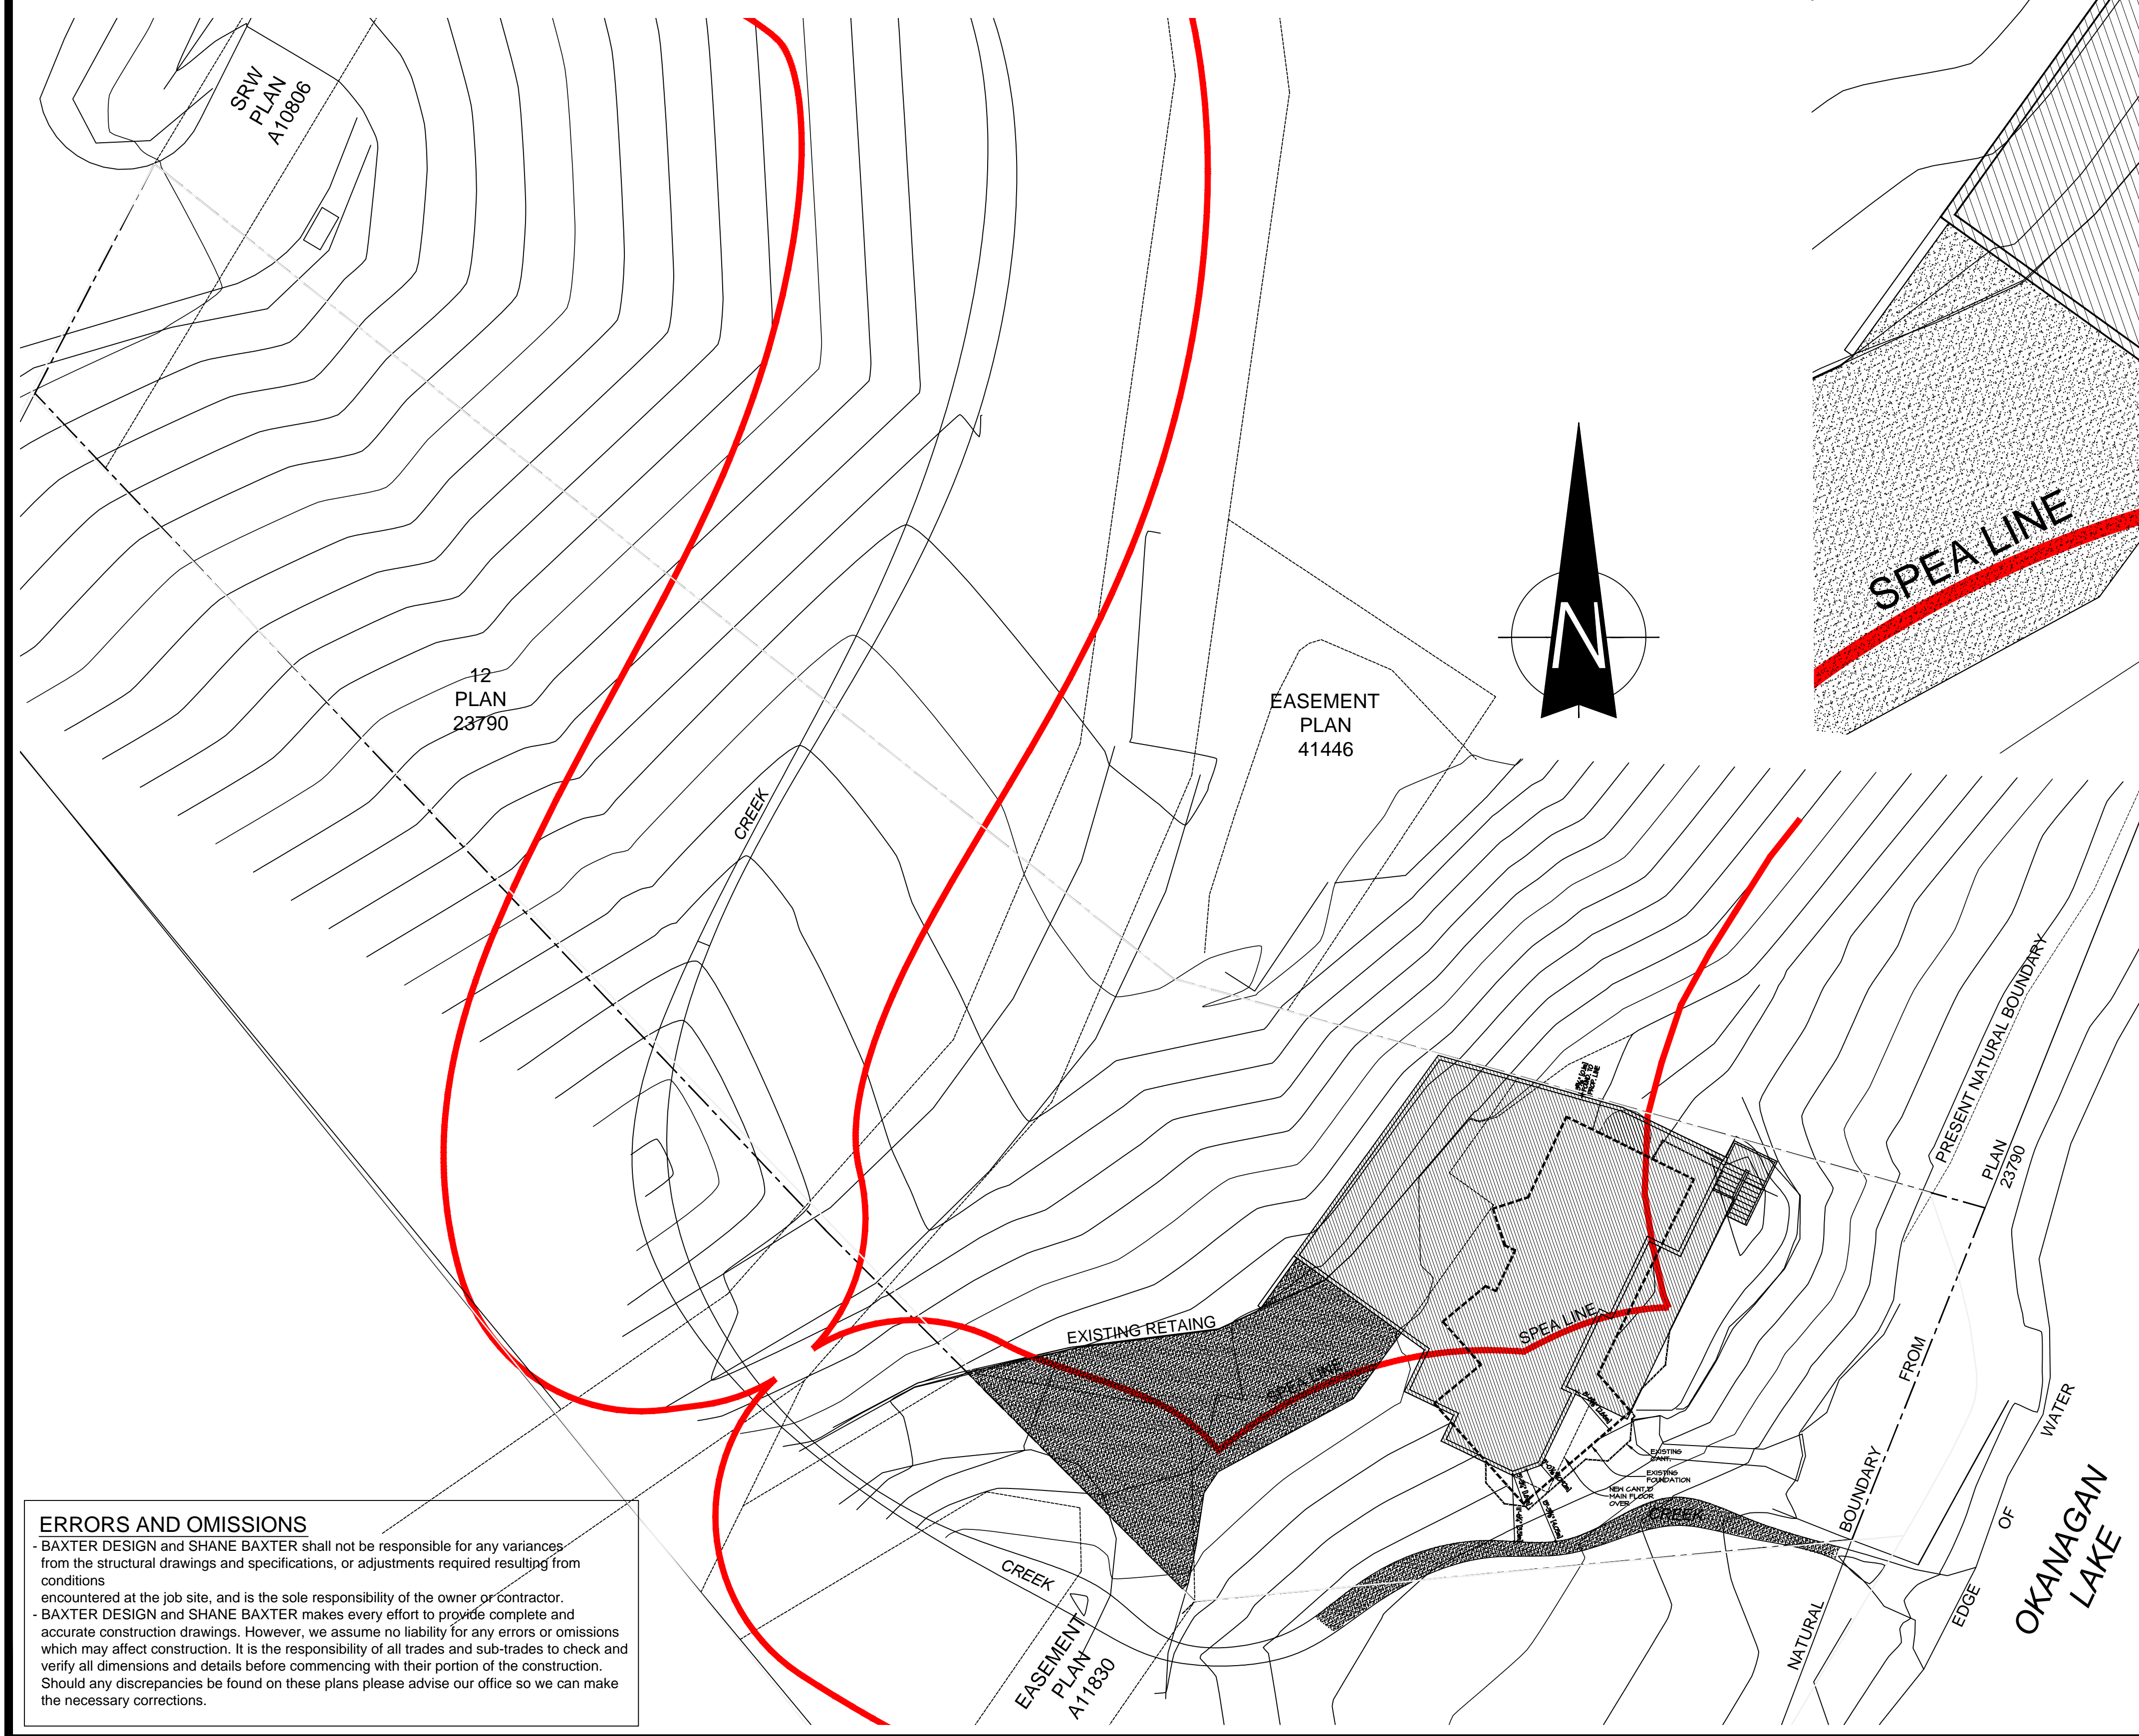 SRW
PLAN
A10806
SPEA LINE
N
12
PLAN
23790
EASEMENT
PLAN
41446
CREEK
PRESENT NATURAL BOUNDARY
PLAN
23790
EXISTING RETAING
SPEA LINE
SPEA LINE
FROM
BOUNDARY
NATURAL
WATER
OF
EDGE
OKANAGAN
LAKE
EXISTING
CANT.
EXISTING
FOUNDATION
NEW CANT'D
MAIN FLOOR
OVER
CREEK
CREEK
EASEMENT
PLAN
A11830
ERRORS AND OMISSIONS
- BAXTER DESIGN and SHANE BAXTER shall not be responsible for any variances
from the structural drawings and specifications, or adjustments required resulting from
conditions
encountered at the job site, and is the sole responsibility of the owner or contractor.
- BAXTER DESIGN and SHANE BAXTER makes every effort to provide complete and
accurate construction drawings. However, we assume no liability for any errors or omissions
which may affect construction. It is the responsibility of all trades and sub-trades to check and
verify all dimensions and details before commencing with their portion of the construction.
Should any discrepancies be found on these plans please advise our office so we can make
the necessary corrections.